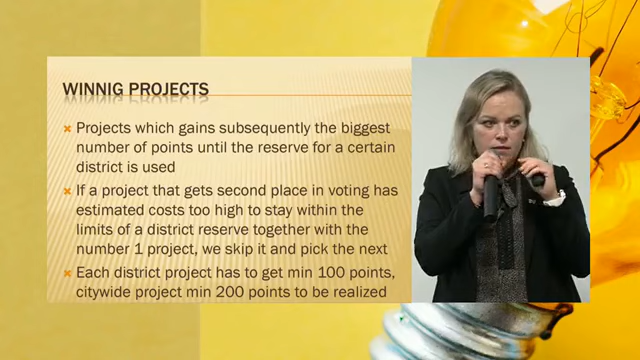 WINNIG PROJECTS
Projects which gains subsequently the biggest
number of points until the reserve for a certain
district is used
If a project that gets second place in voting has
estimated costs too high to stay within the
limits of a district reserve together with the
number 1 project, we skip it and pick the next
Each district project has to get min 100 points,
citywide project min 200 points to be realized